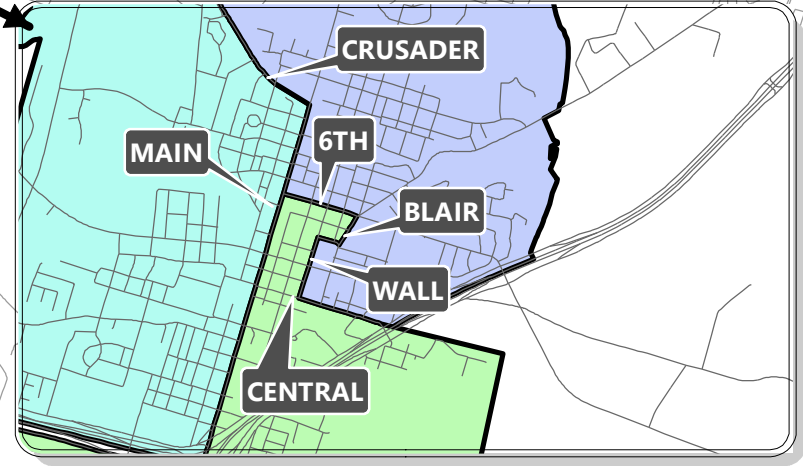 CRUSADER
6TH
MAIN
BLAIR
WALL
CENTRAL